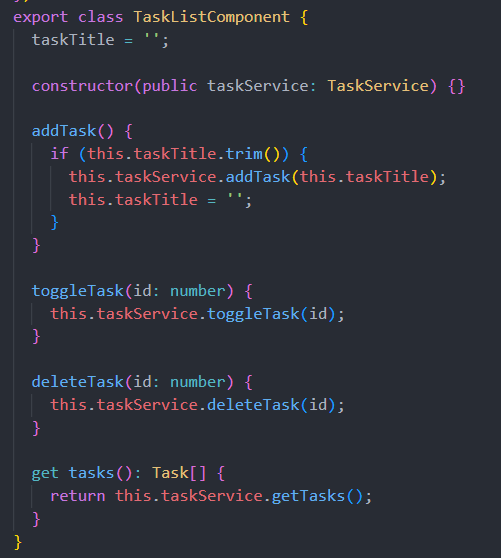 export class TaskListComponent {
  taskTitle = '';
  constructor(public taskService: TaskService) {}
  addTask() {
    if (this.taskTitle.trim()) {
      this.taskService.addTask(this.taskTitle);
      this.taskTitle = '';
    }
  }
  toggleTask(id: number) {
    this.taskService.toggleTask(id);
  }
  deleteTask(id: number) {
    this.taskService.deleteTask(id);
  }
  get tasks(): Task[] {
    return this.taskService.getTasks();
  }
}